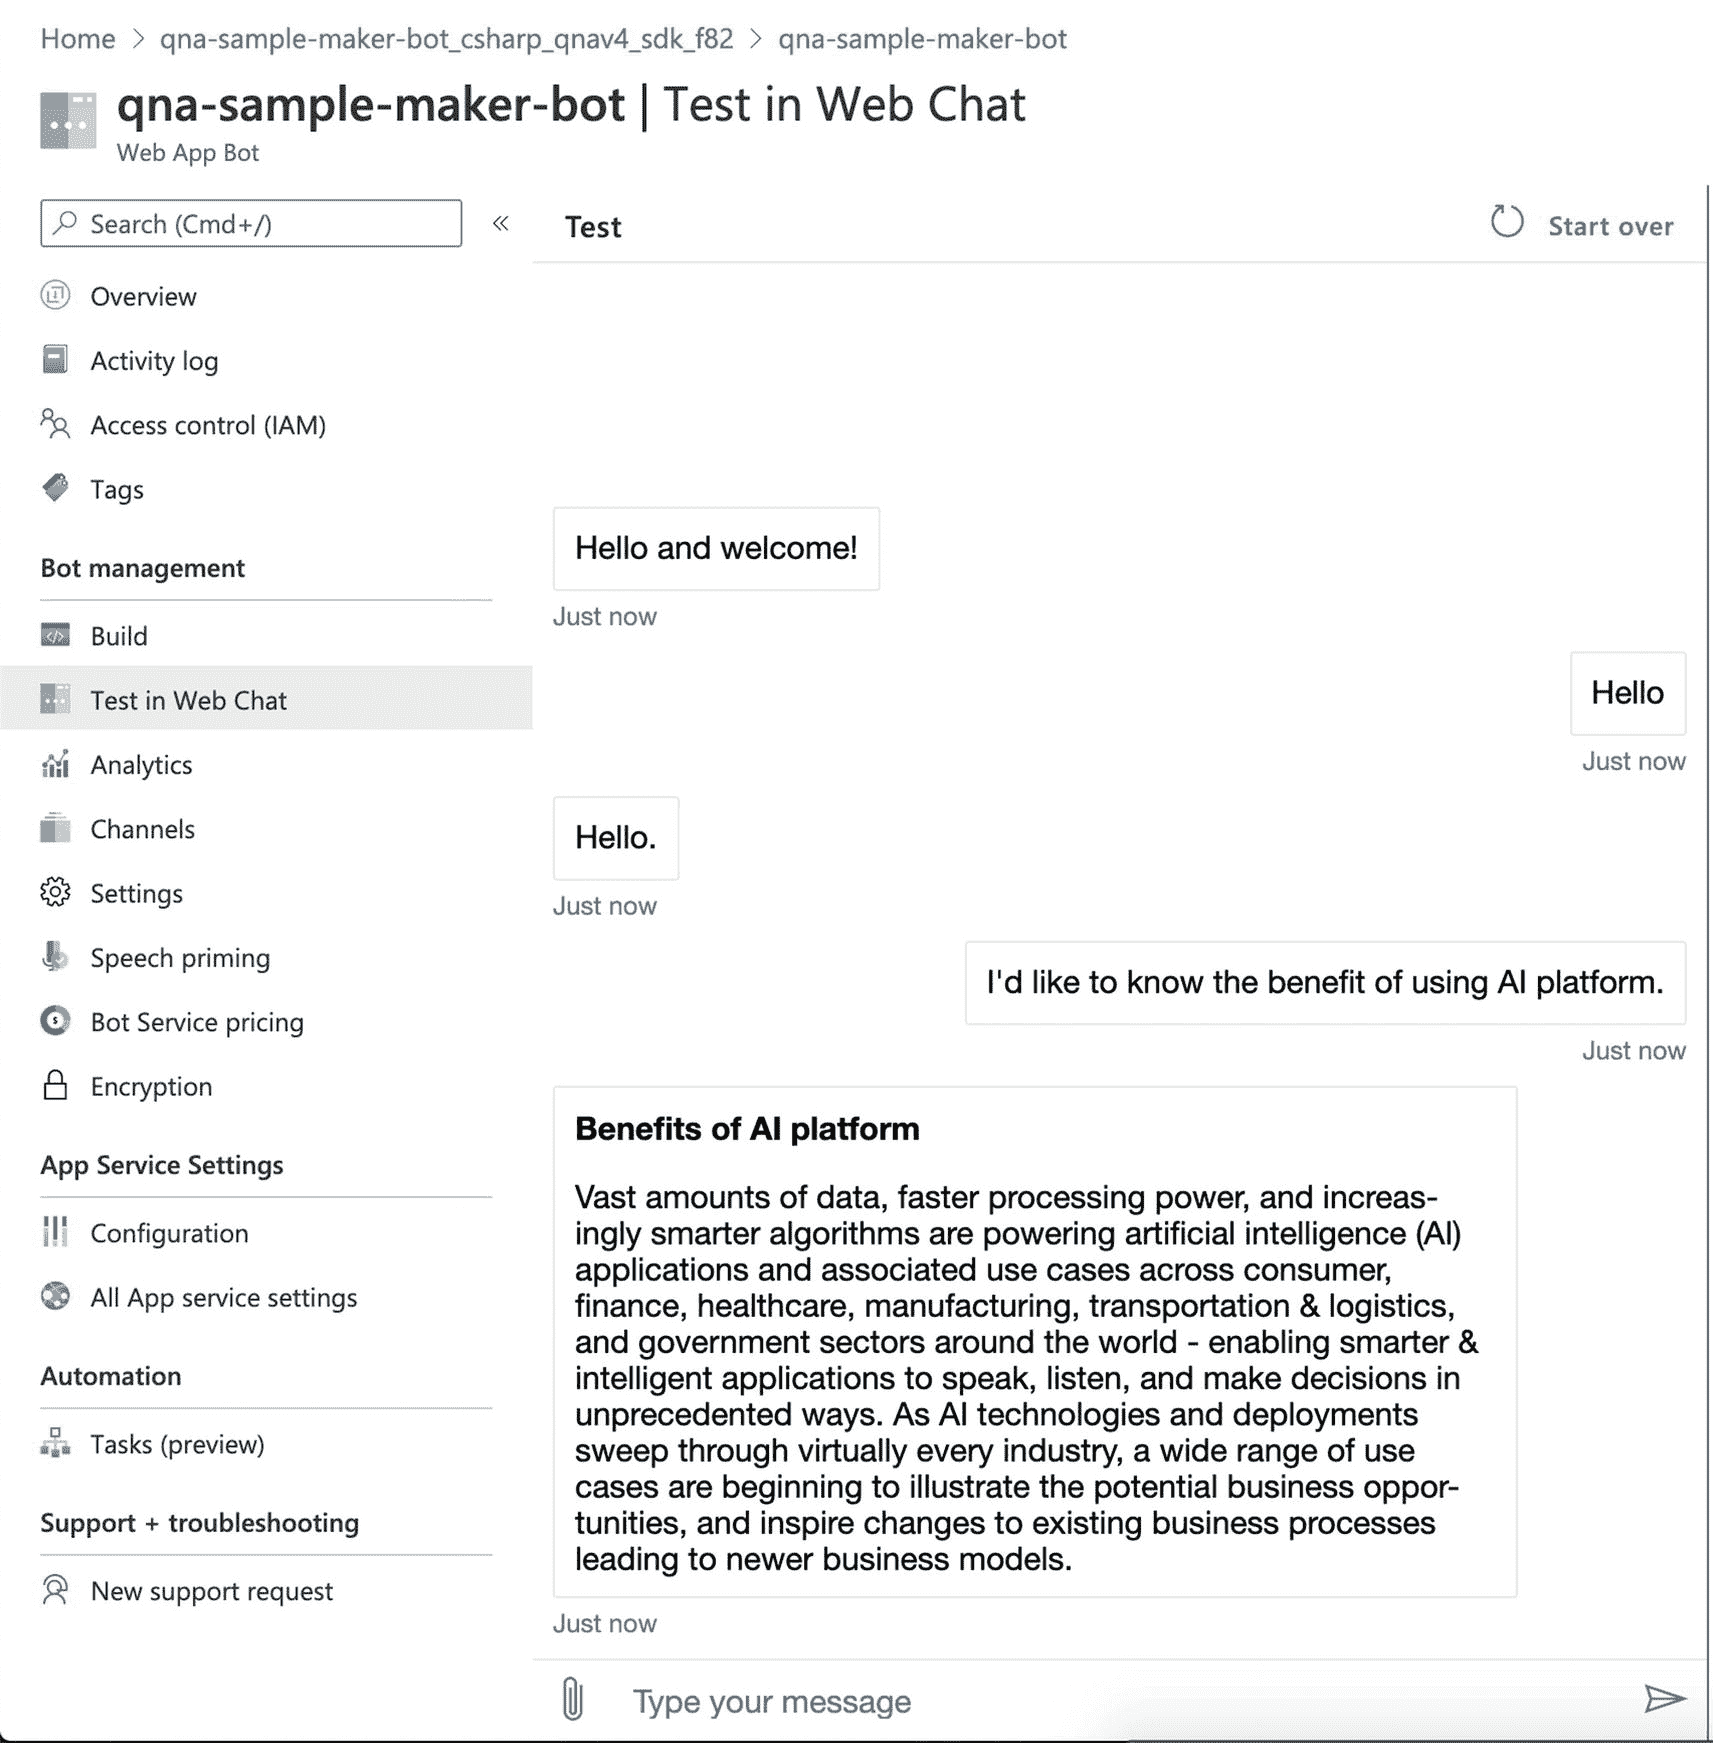 Home > qna-sample-maker-bot_csharp_qnav4_sdk_f82 > qna-sample-maker-bot
qna-sample-maker-bot | Test in Web Chat
Web App Bot
Search (Cmd+/)
«
Overview
Activity log
Access control (IAM)
Tags
Bot management
Build
Test in Web Chat
Analytics
Channels
Settings
Speech priming
Bot Service pricing
Encryption
App Service Settings
Configuration
All App service settings
Automation
Tasks (preview)
Support + troubleshooting
New support request
Test
Start over
Hello and welcome!
Just now
Hello
Just now
Hello.
Just now
I'd like to know the benefit of using AI platform.
Just now
Benefits of AI platform
Vast amounts of data, faster processing power, and increas-
ingly smarter algorithms are powering artificial intelligence (AI)
applications and associated use cases across consumer,
finance, healthcare, manufacturing, transportation & logistics,
and government sectors around the world - enabling smarter &
intelligent applications to speak, listen, and make decisions in
unprecedented ways. As AI technologies and deployments
sweep through virtually every industry, a wide range of use
cases are beginning to illustrate the potential business oppor-
tunities, and inspire changes to existing business processes
leading to newer business models.
Just now
Type your message